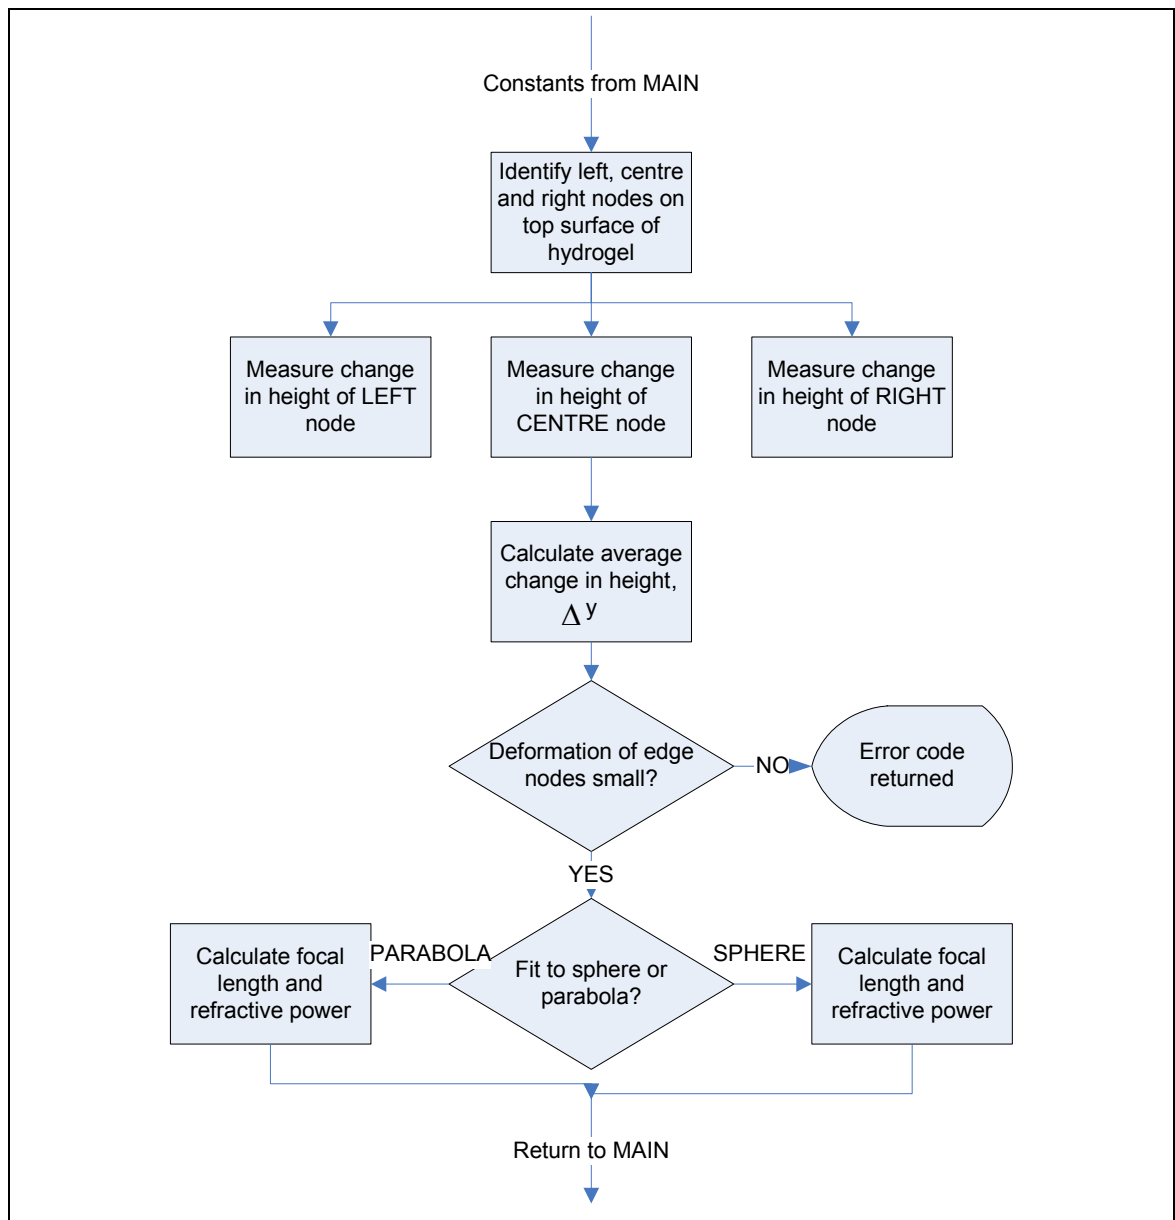 Constants from MAIN
Identify left, centre
and right nodes on
top surface of
hydrogel
Measure change
in height of LEFT
node
Measure change
in height of
CENTRE node
Measure change
in height of RIGHT
node
Calculate average
change in height,
Δ y
Deformation of edge
nodes small?
NO
Error code
returned
YES
Calculate focal
length and
refractive power
PARABOLA
Fit to sphere or
parabola?
SPHERE
Calculate focal
length and
refractive power
Return to MAIN